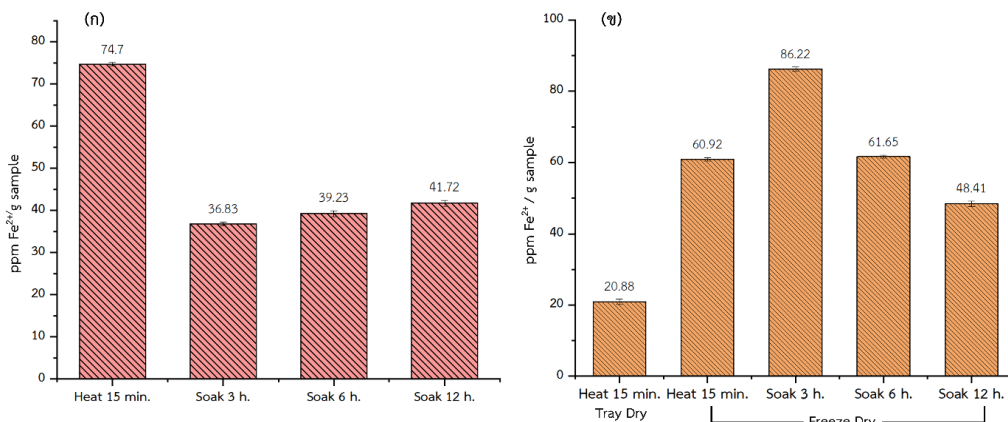 (ก)
ppm Fe²⁺/g sample
80
70
60
50
40
30
20
10
0
74.7
36.83
39.23
41.72
Heat 15 min.
Soak 3 h.
Soak 6 h.
Soak 12 h.
(ข)
ppm Fe²⁺ / g sample
100
80
60
40
20
0
20.88
60.92
86.22
61.65
48.41
Heat 15 min.
Heat 15 min.
Soak 3 h.
Soak 6 h.
Soak 12 h.
Tray Dry
Freeze Dry